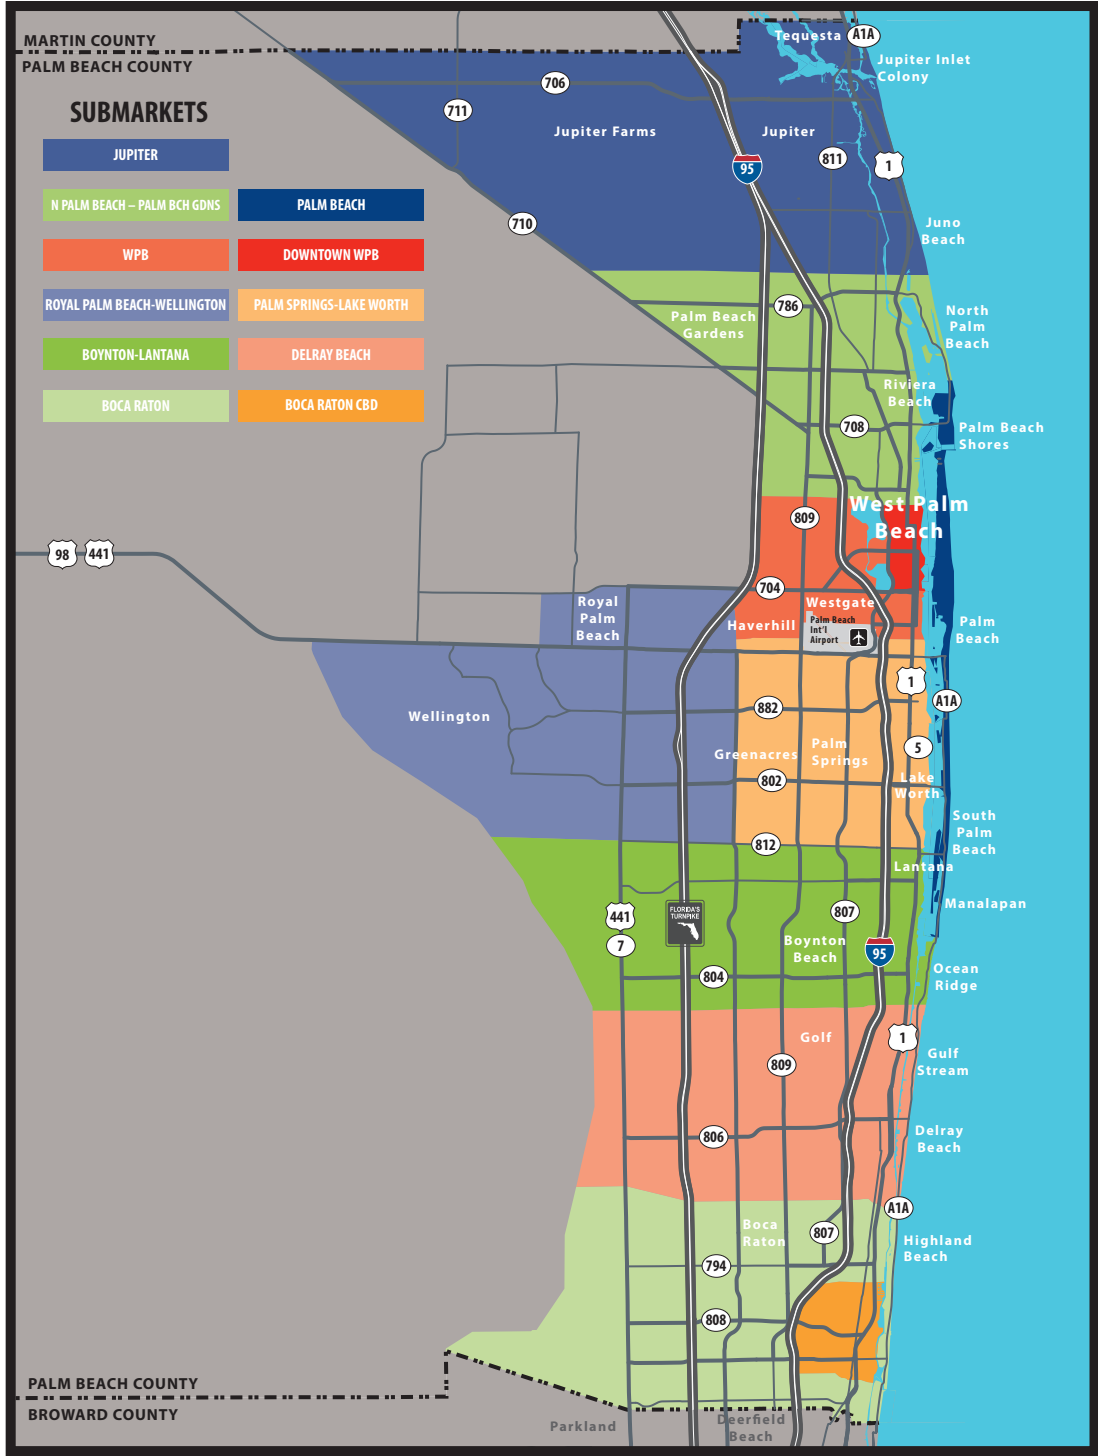 MARTIN COUNTY
PALM BEACH COUNTY
SUBMARKETS
JUPITER
N PALM BEACH – PALM BCH GDNS
PALM BEACH
WPB
DOWNTOWN WPB
ROYAL PALM BEACH-WELLINGTON
PALM SPRINGS-LAKE WORTH
BOYNTON-LANTANA
DELRAY BEACH
BOCA RATON
BOCA RATON CBD
Tequesta
A1A
Jupiter Inlet
Colony
706
711
Jupiter Farms
Jupiter
811
1
95
710
Juno
Beach
786
Palm Beach
Gardens
North
Palm
Beach
Riviera
Beach
708
Palm Beach
Shores
West Palm
Beach
809
98
441
704
Royal
Palm
Beach
Westgate
Haverhill
Palm Beach
Int'l
Airport
Palm
Beach
1
A1A
Wellington
882
5
Greenacres
Palm
Springs
802
Lake
Worth
South
Palm
Beach
812
Lantana
Manalapan
441
7
FLORIDA'S
TURNPIKE
807
Boynton
Beach
95
804
Ocean
Ridge
Golf
1
809
Gulf
Stream
806
Delray
Beach
A1A
Boca
Raton
807
Highland
Beach
794
808
PALM BEACH COUNTY
BROWARD COUNTY
Parkland
Deerfield
Beach